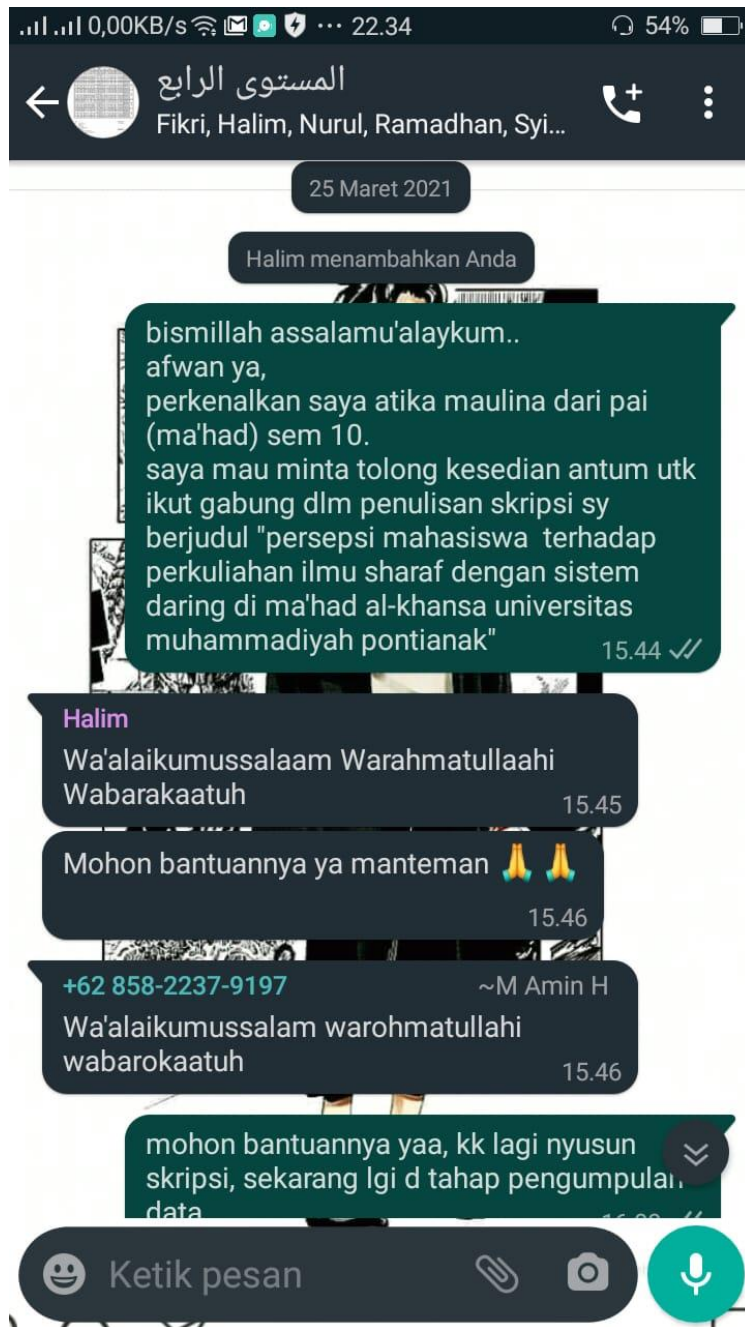 0,00KB/s ... 22.34 54%
المستوى الرابع
Fikri, Halim, Nurul, Ramadhan, Syi...
25 Maret 2021
Halim menambahkan Anda
bismillah assalamu'alaykum..
afwan ya,
perkenalkan saya atika maulina dari pai
(ma'had) sem 10.
saya mau minta tolong kesedian antum utk
ikut gabung dlm penulisan skripsi sy
berjudul "persepsi mahasiswa terhadap
perkuliahan ilmu sharaf dengan sistem
daring di ma'had al-khansa universitas
muhammadiyah pontianak"
15.44
Halim
Wa'alaikumussalaam Warahmatullaahi
Wabarakaatuh
15.45
Mohon bantuannya ya manteman 🙏 🙏
15.46
+62 858-2237-9197 ~M Amin H
Wa'alaikumussalam warohmatullahi
wabarokaatuh
15.46
mohon bantuannya yaa, kk lagi nyusun
skripsi, sekarang lgi d tahap pengumpulan
data
Ketik pesan